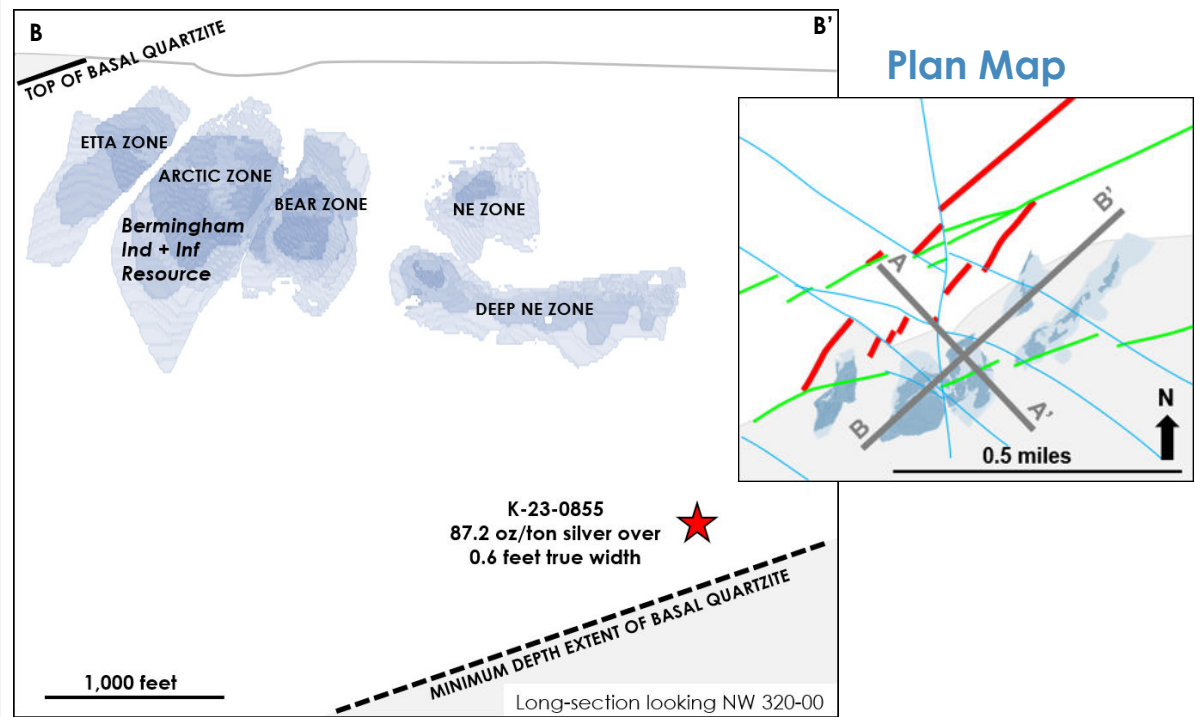 B
B'
TOP OF BASAL QUARTZITE
ETTA ZONE
ARCTIC ZONE
BEAR ZONE
Bermingham
Ind + Inf
Resource
NE ZONE
DEEP NE ZONE
K-23-0855
87.2 oz/ton silver over
0.6 feet true width
MINIMUM DEPTH EXTENT OF BASAL QUARTZITE
1,000 feet
Long-section looking NW 320-00
Plan Map
B'
A
B
A'
N
0.5 miles